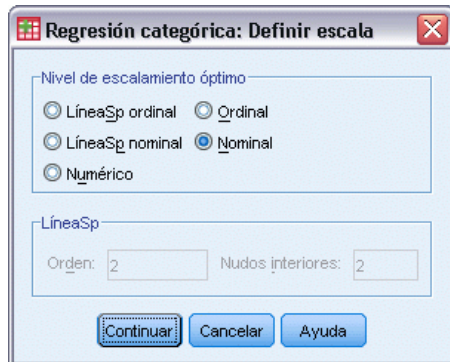 Regresión categórica: Definir escala
Nivel de escalamiento óptimo
LíneaSp ordinal Ordinal
LíneaSp nominal Nominal
Numérico
LíneaSp
Orden: 2 Nudos interiores: 2
Continuar Cancelar Ayuda